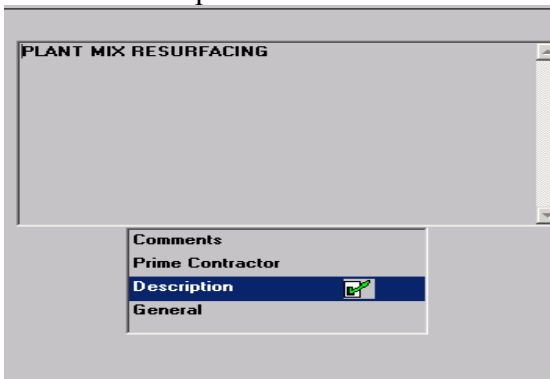 PLANT MIX RESURFACING
Comments
Prime Contractor
Description
General